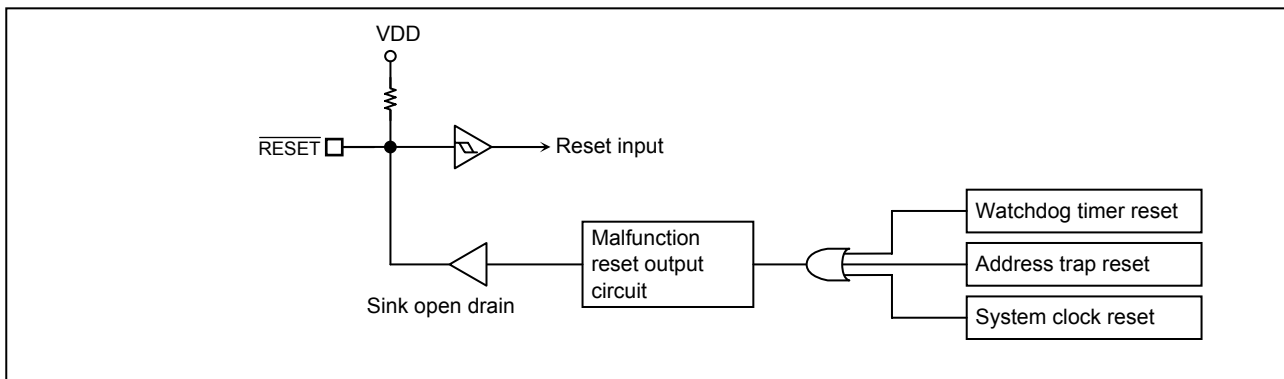 VDD
RESET
Reset input
Watchdog timer reset
Malfunction
reset output
circuit
Address trap reset
Sink open drain
System clock reset